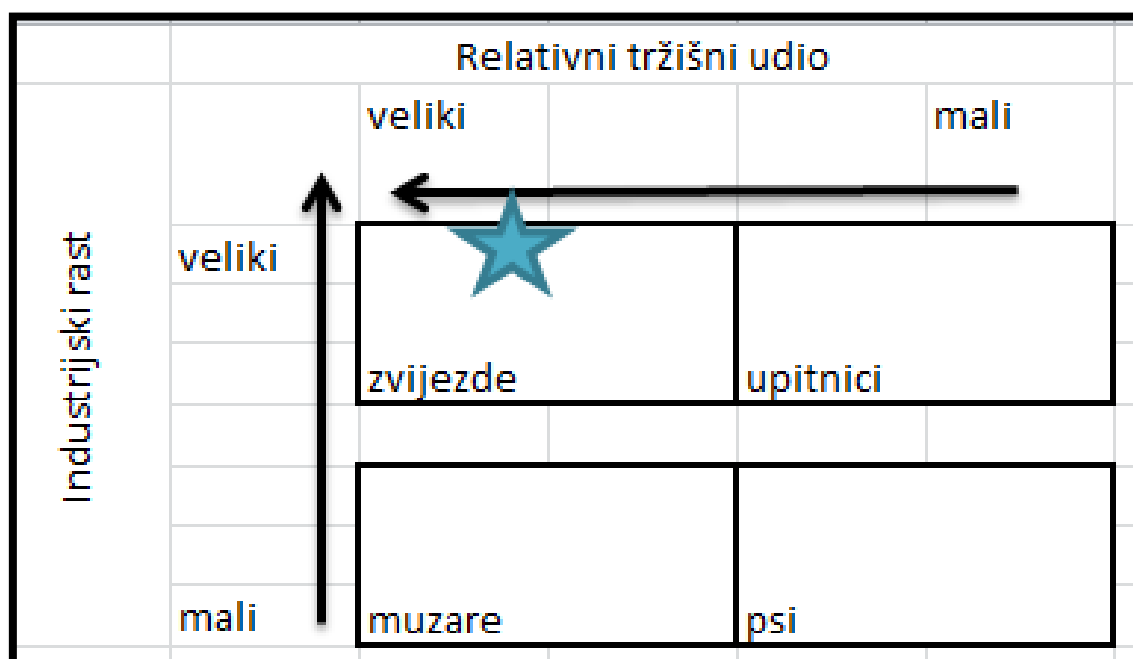 Relativni tržišni udio
veliki
mali
Industrijski rast
veliki
zvijezde
upitnici
mali
muzare
psi